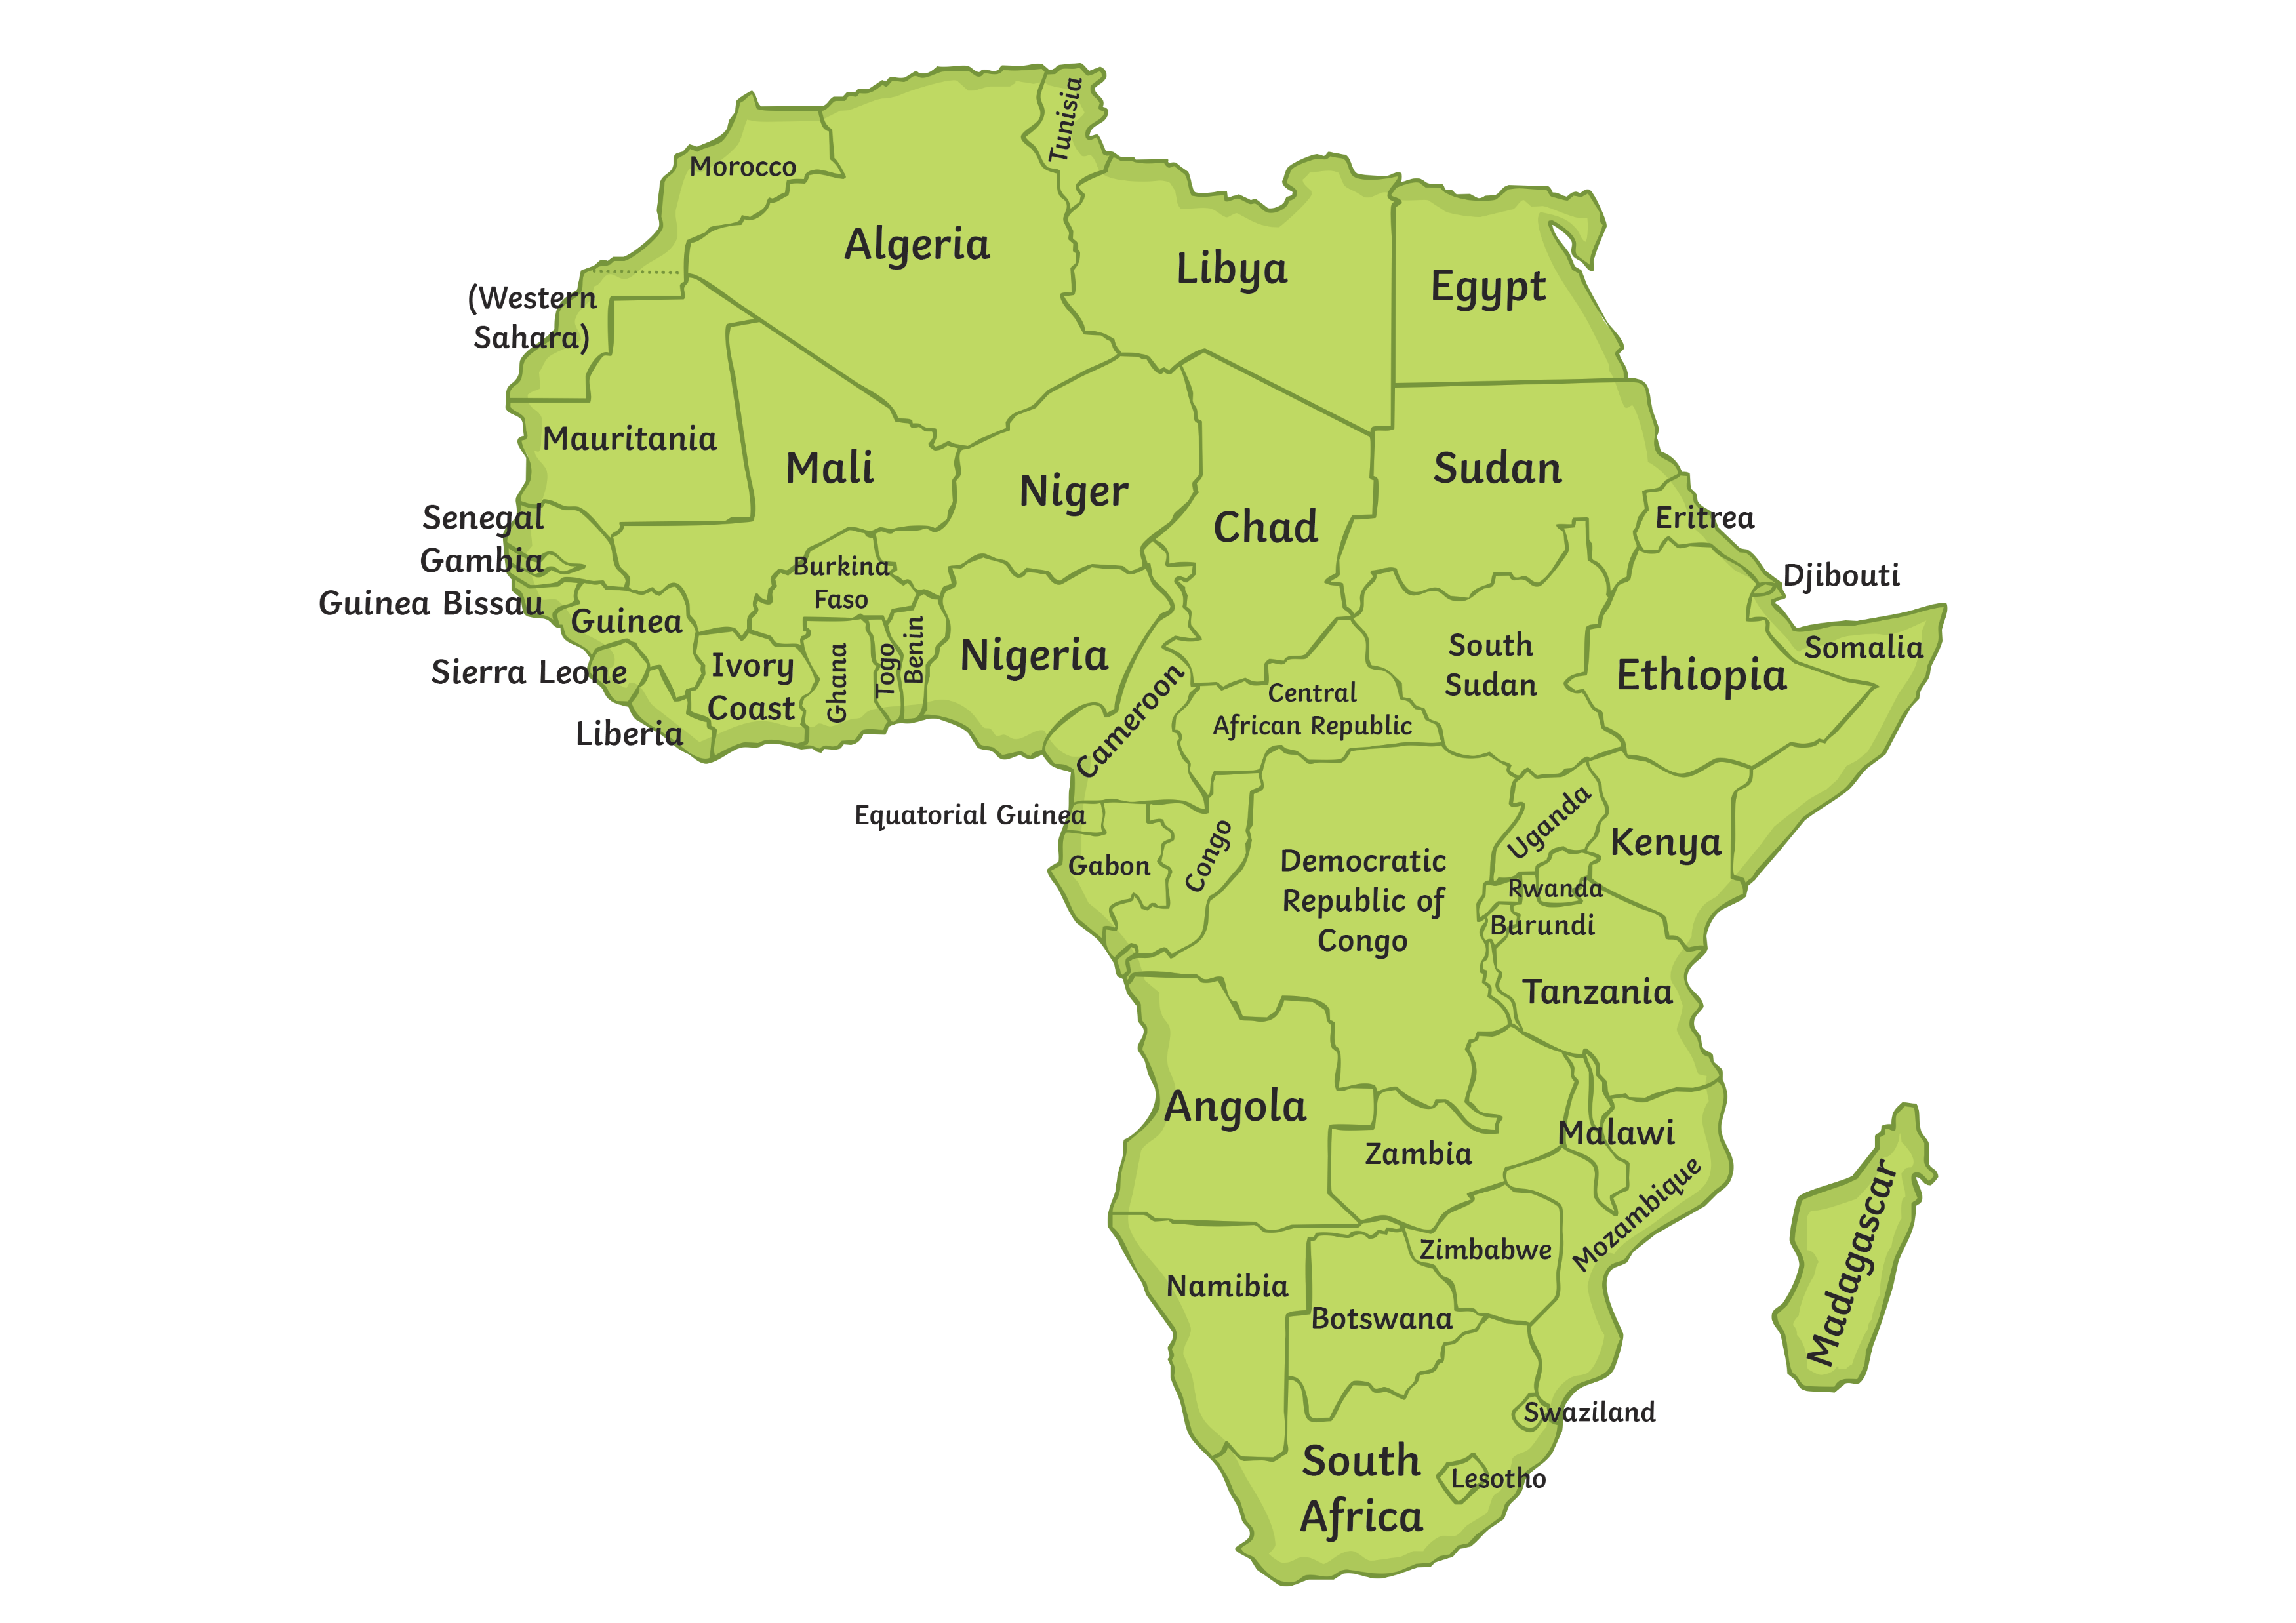 Tunisia
Morocco
Algeria
Libya
Egypt
(Western
Sahara)
Mauritania
Mali
Niger
Chad
Sudan
Eritrea
Senegal
Gambia
Guinea Bissau
Guinea
Burkina
Faso
Djibouti
Somalia
Sierra Leone
Ivory
Coast
Ghana
Togo
Benin
Nigeria
South
Sudan
Ethiopia
Central
African Republic
Cameroon
Liberia
Equatorial Guinea
Gabon
Congo
Democratic
Republic of
Congo
Uganda
Kenya
Rwanda
Burundi
Tanzania
Angola
Zambia
Malawi
Mozambique
Madagascar
Zimbabwe
Namibia
Botswana
Swaziland
South
Africa
Lesotho